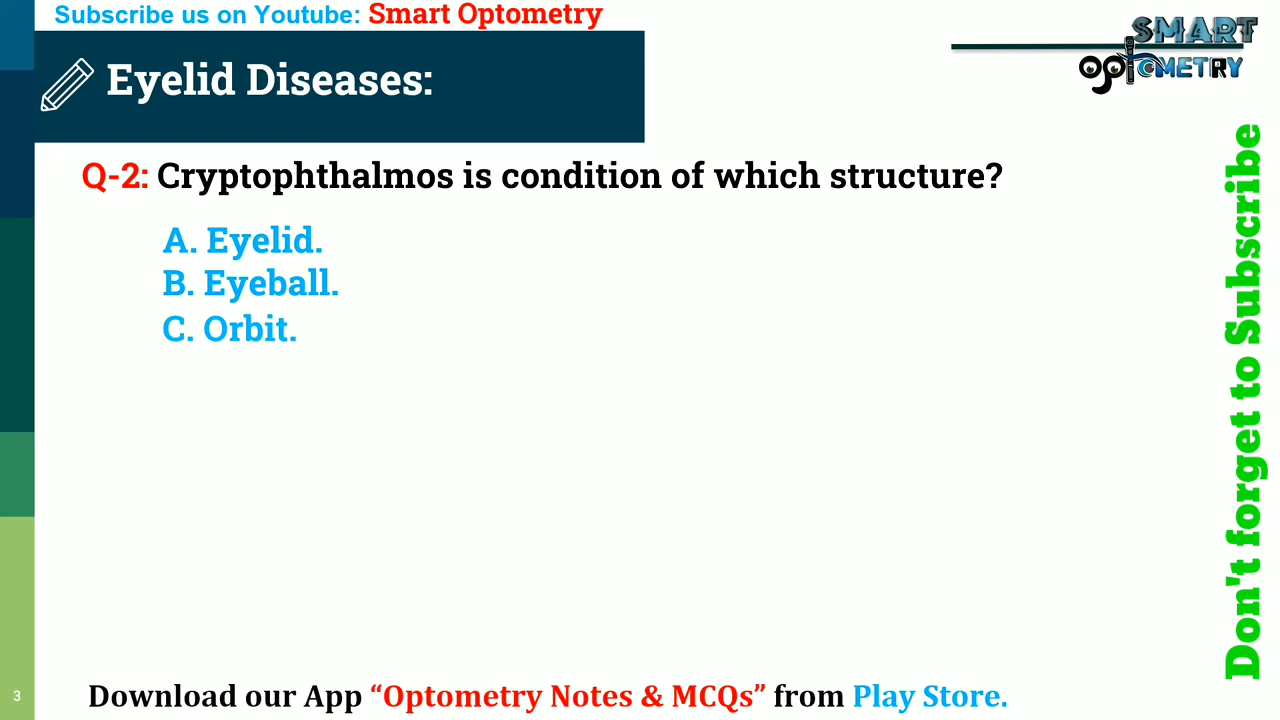 Subscribe us on Youtube: Smart Optometry
SMART
OPTOMETRY
Eyelid Diseases:
Q-2: Cryptophthalmos is condition of which structure?
A. Eyelid.
B. Eyeball.
C. Orbit.
Don't forget to Subscribe
3
Download our App “Optometry Notes & MCQs” from Play Store.